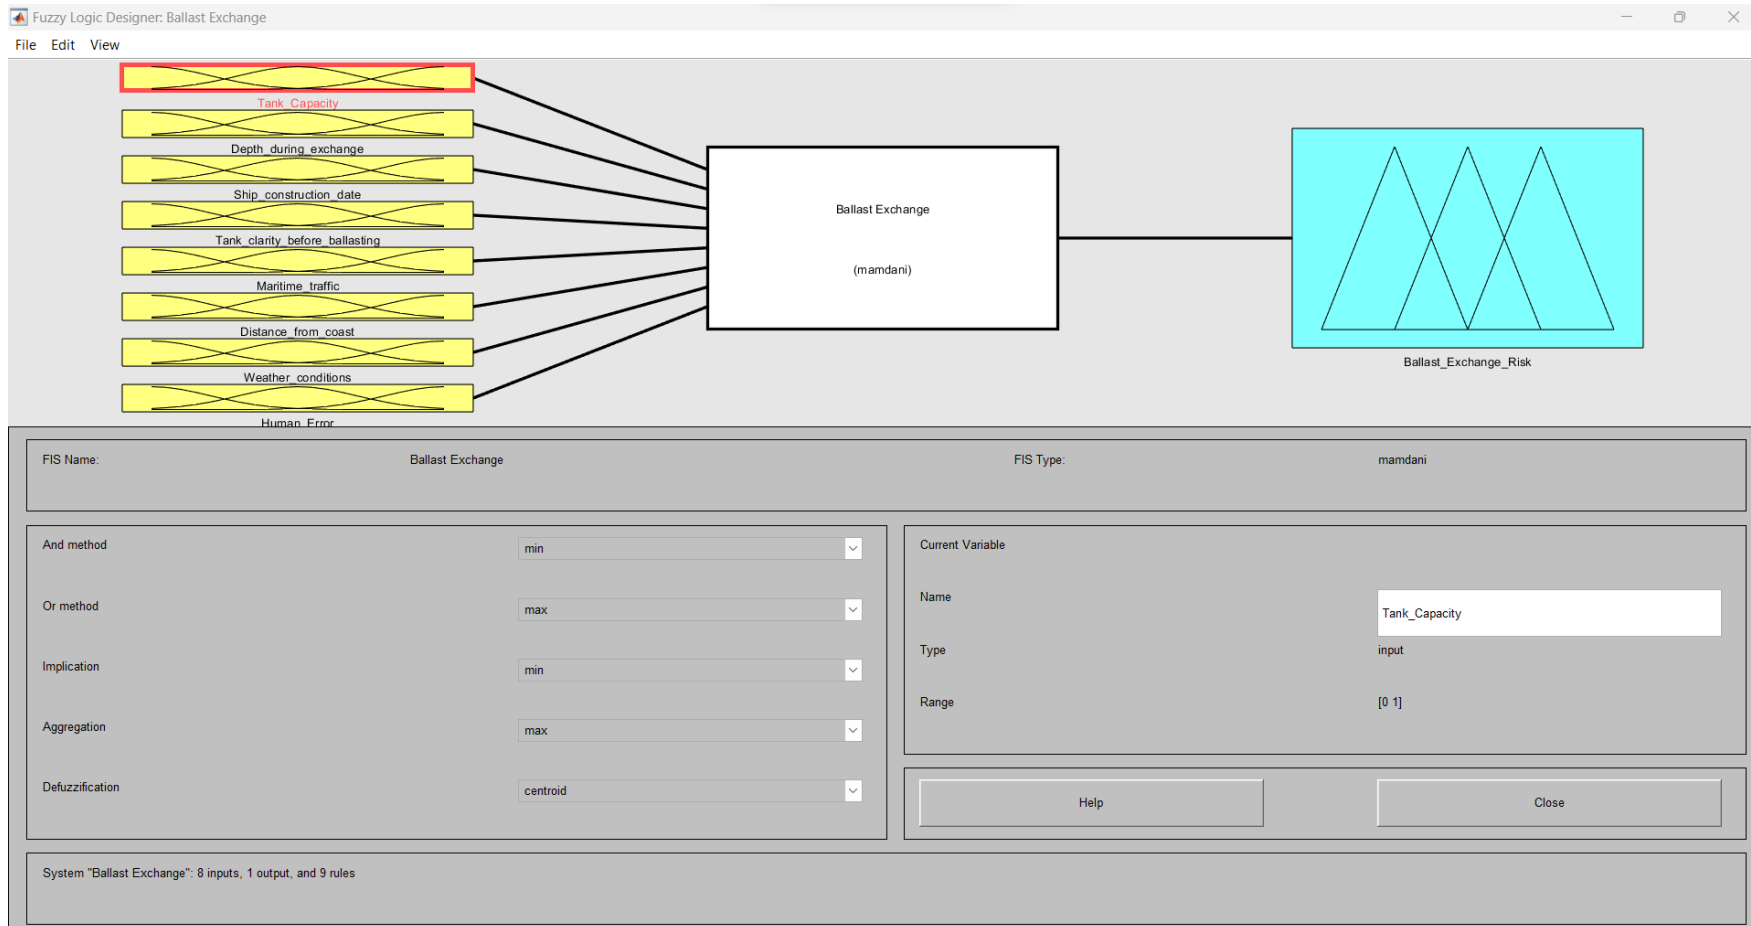 Fuzzy Logic Designer: Ballast Exchange
File Edit View
Tank_Capacity
Depth_during_exchange
Ship_construction_date
Tank_clarity_before_ballasting
Maritime_traffic
Distance_from_coast
Weather_conditions
Human_Error
Ballast Exchange
(mamdani)
Ballast_Exchange_Risk
FIS Name: Ballast Exchange FIS Type: mamdani
And method min
Or method max
Implication min
Aggregation max
Defuzzification centroid
Current Variable
Name Tank_Capacity
Type input
Range [0 1]
Help Close
System "Ballast Exchange": 8 inputs, 1 output, and 9 rules